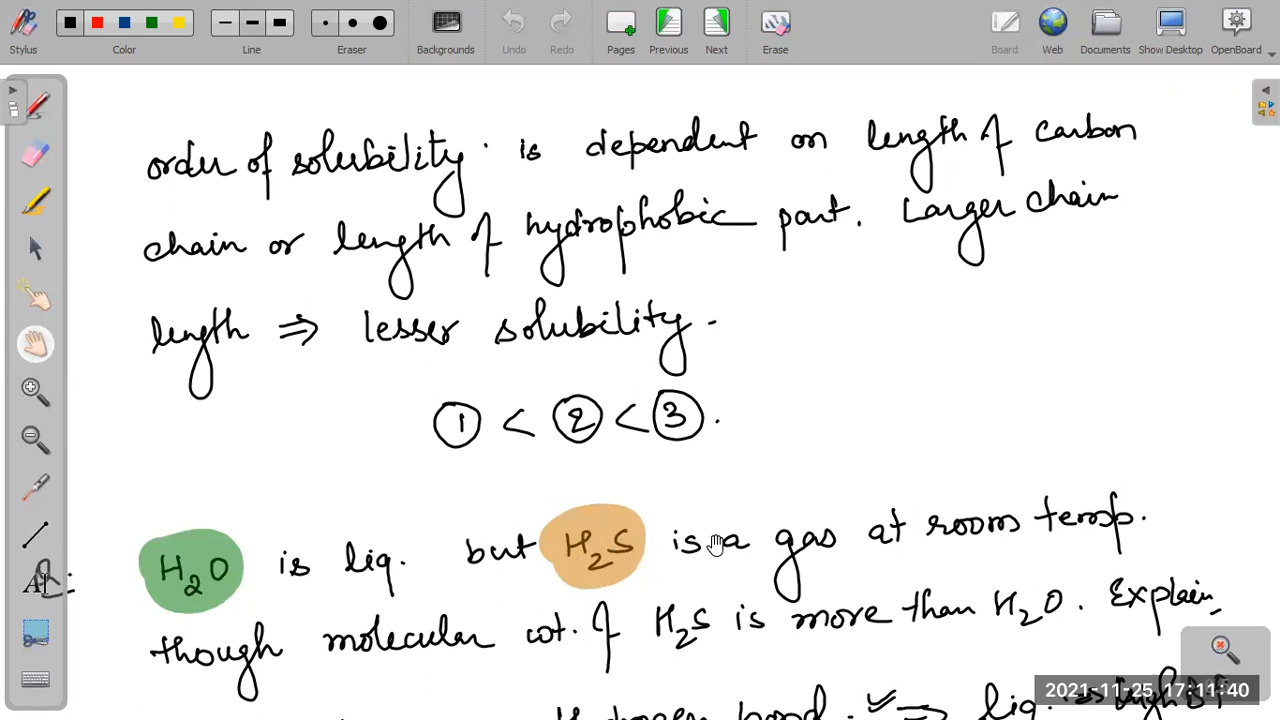 Stylus
Color
Line
Eraser
Backgrounds
Undo
Redo
Pages
Previous
Next
Erase
Board
Web
Documents
Show Desktop
OpenBoard
order of solubility is dependent on length of carbon
chain or length of hydrophobic part. Larger chain
length ⇒ lesser solubility.
① < ② < ③.
H2O is liq. but H2S is a gas at room temp.
though molecular wt. of H2S is more than H2O. Explain
Hydrogen bond. ✓ ⇒ liq.
2021-11-25 17:11:40